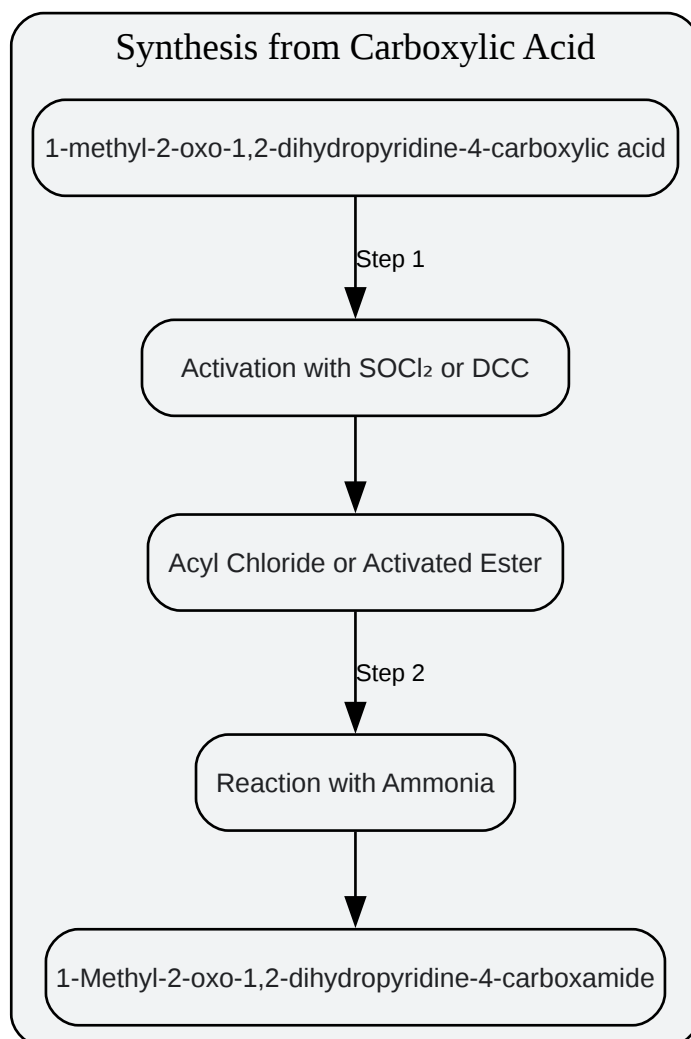 Synthesis from Carboxylic Acid
1-methyl-2-oxo-1,2-dihydropyridine-4-carboxylic acid
Step 1
Activation with SOCl₂ or DCC
Acyl Chloride or Activated Ester
Step 2
Reaction with Ammonia
1-Methyl-2-oxo-1,2-dihydropyridine-4-carboxamide